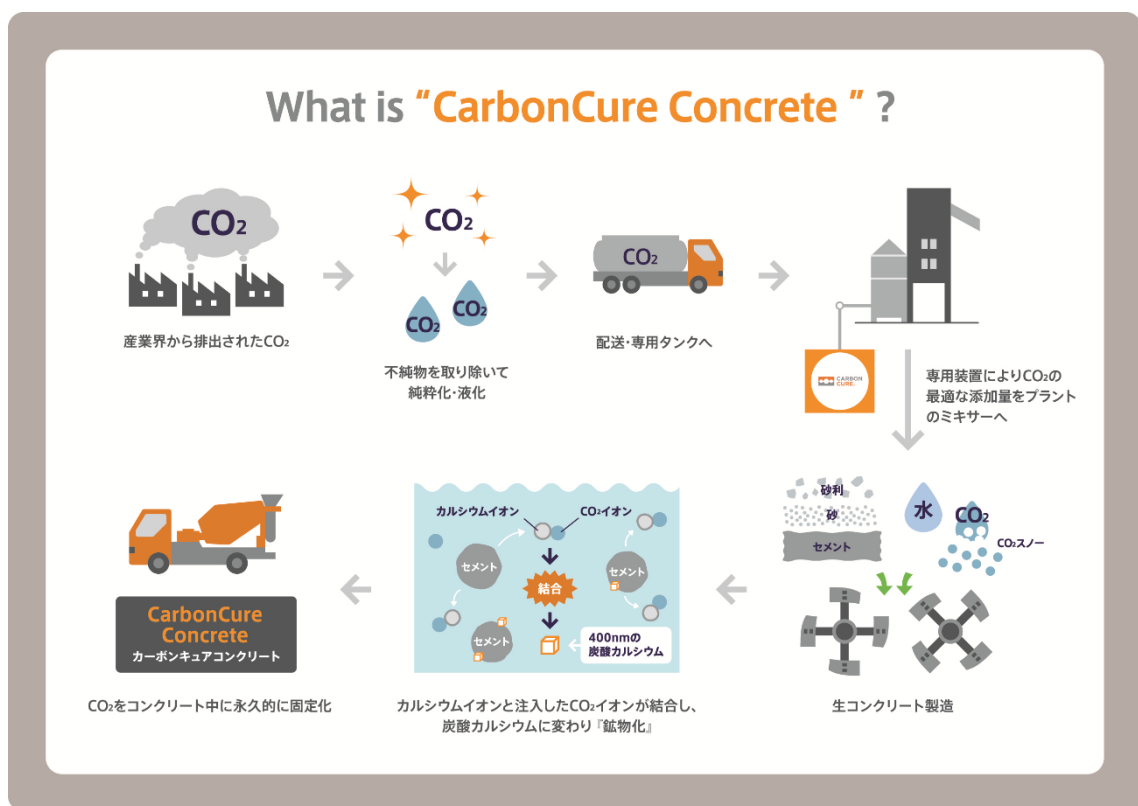 What is “CarbonCure Concrete ” ?
CO₂
産業界から排出されたCO₂
CO₂
CO₂
CO₂
不純物を取り除いて
純粋化・液化
CO₂
配送・専用タンクへ
CARBON
CURE.
専用装置によりCO₂の
最適な添加量をプラント
のミキサーへ
砂利
砂
セメント
水
CO₂
CO₂スノー
生コンクリート製造
カルシウムイオン
CO₂イオン
セメント
セメント
結合
セメント
400nmの
炭酸カルシウム
カルシウムイオンと注入したCO₂イオンが結合し、
炭酸カルシウムに変わり『鉱物化』
CarbonCure
Concrete
カーボンキュアコンクリート
CO₂をコンクリート中に永久的に固定化